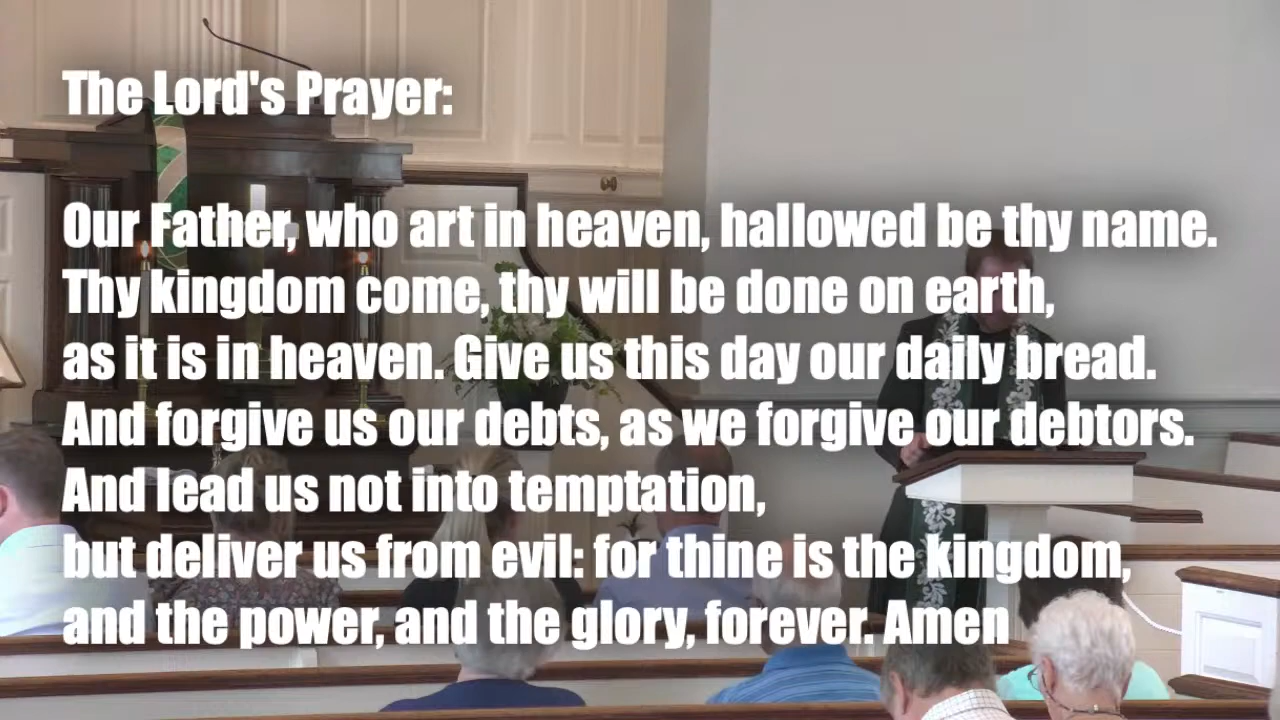 The Lord's Prayer:
Our Father, who art in heaven, hallowed be thy name.
Thy kingdom come, thy will be done on earth,
as it is in heaven. Give us this day our daily bread.
And forgive us our debts, as we forgive our debtors.
And lead us not into temptation,
but deliver us from evil: for thine is the kingdom,
and the power, and the glory, forever. Amen